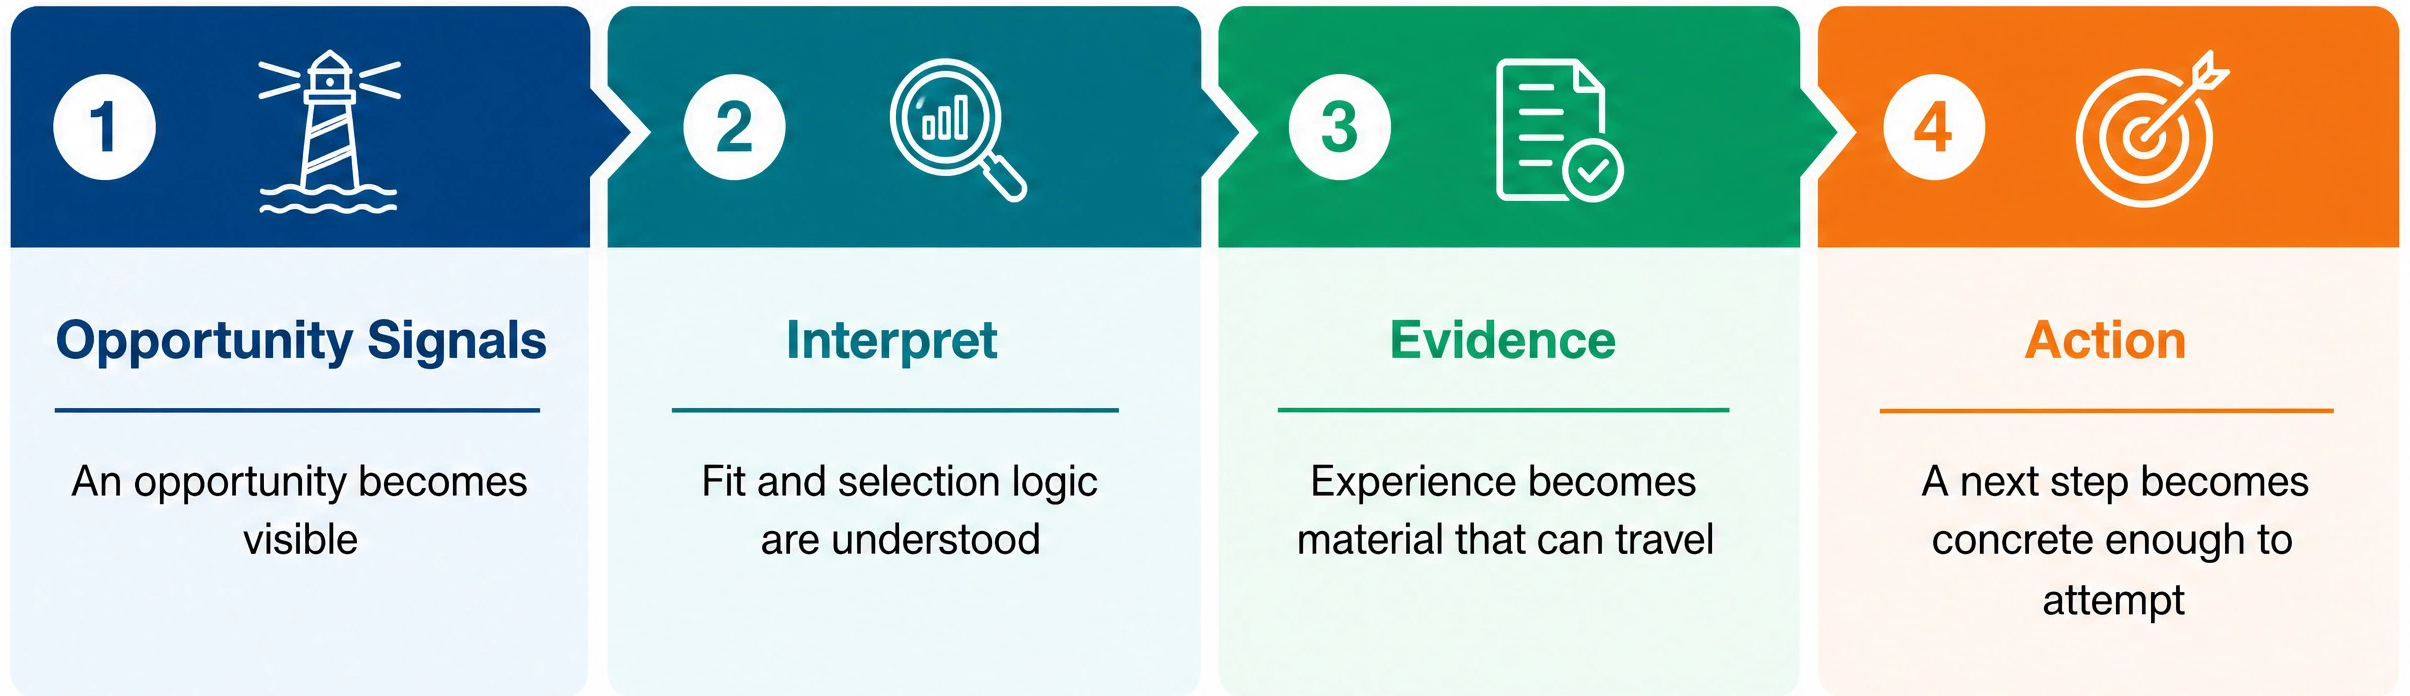 1
2
3
4
Opportunity Signals
An opportunity becomes
visible
Interpret
Fit and selection logic
are understood
Evidence
Experience becomes
material that can travel
Action
A next step becomes
concrete enough to
attempt